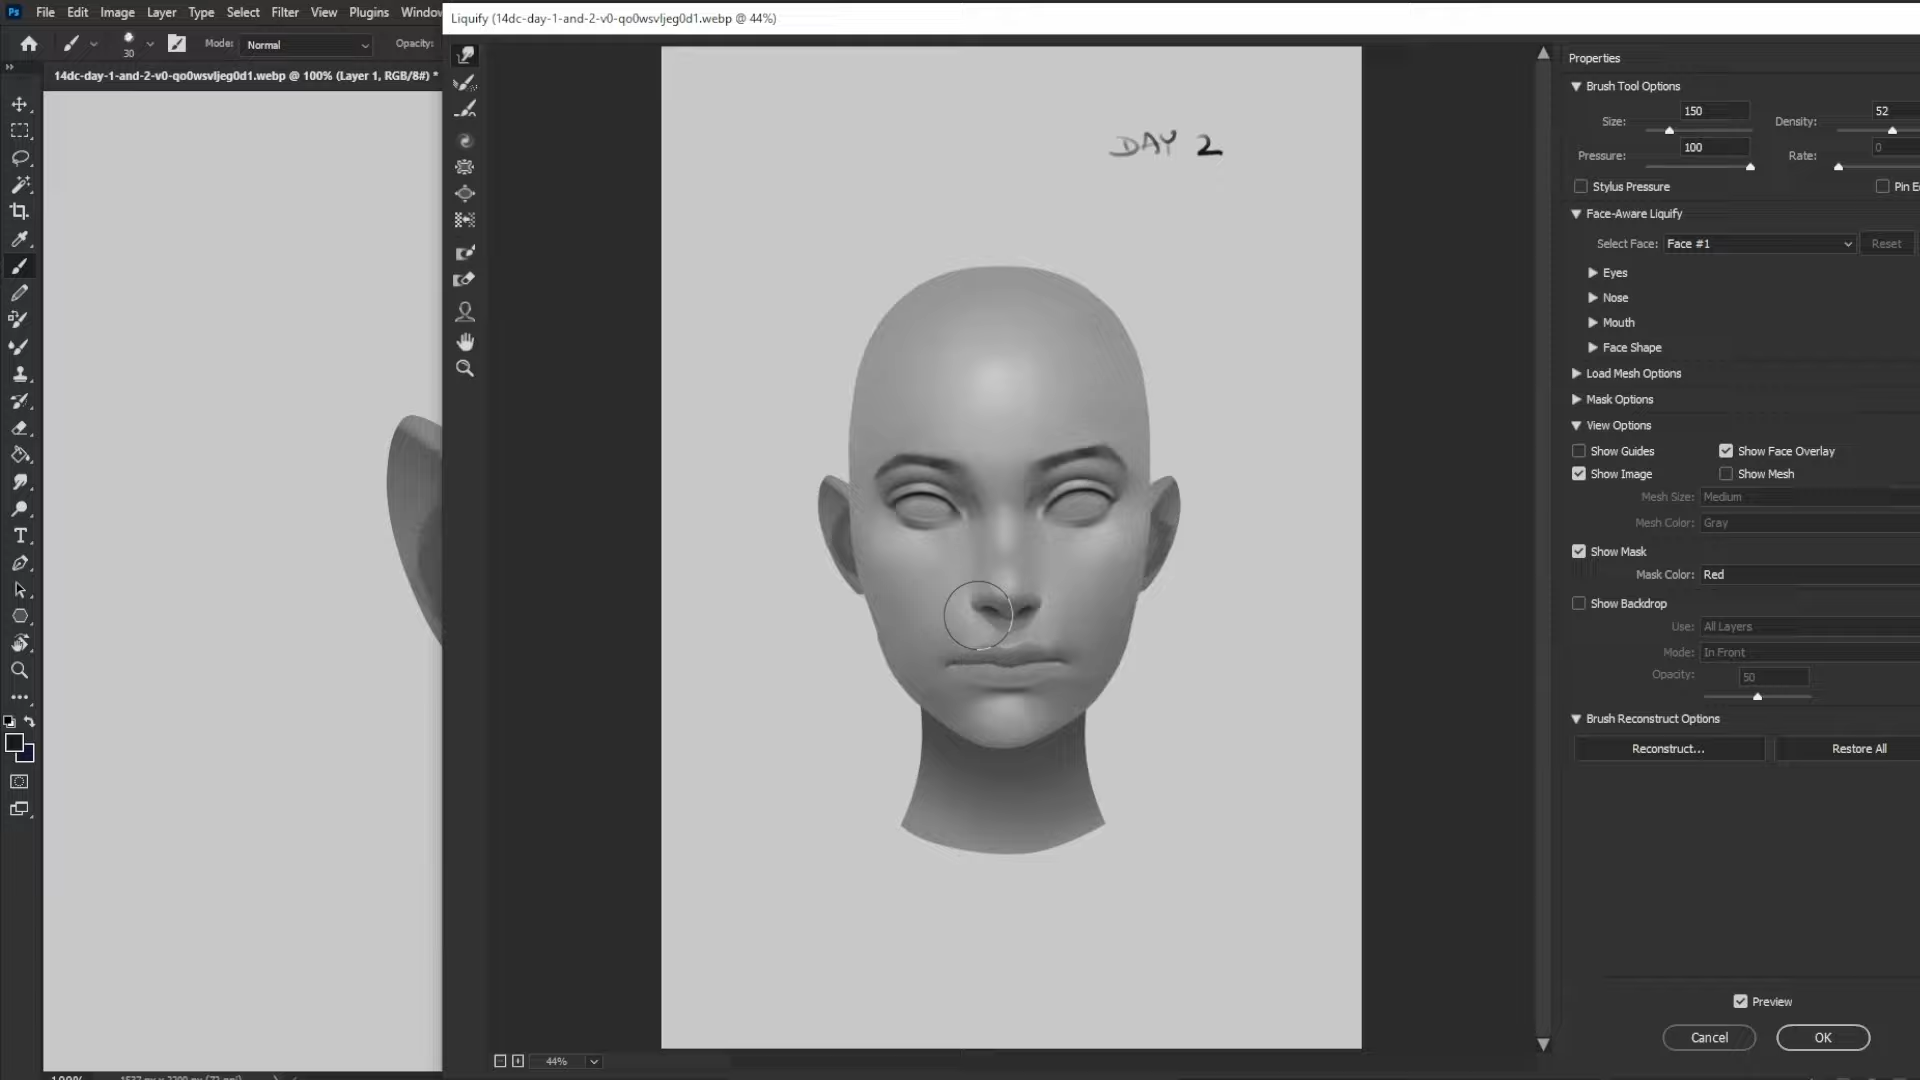 File Edit Image Layer Type Select Filter View Plugins Window
Liquify (14dc-day-1-and-2-v0-qo0wsvljeg0d1.webp @ 44%)
30
Mode: Normal Opacity:
14dc-day-1-and-2-v0-qo0wsvljeg0d1.webp @ 100% (Layer 1, RGB/8#) *
DAY 2
Properties
Brush Tool Options
Size: 150 Density: 52
Pressure: 100 Rate: 0
Stylus Pressure
Face-Aware Liquify
Select Face: Face #1 Reset
Eyes
Nose
Mouth
Face Shape
Load Mesh Options
Mask Options
View Options
Show Guides Show Face Overlay
Show Image Show Mesh
Mesh Size: Medium
Mesh Color: Gray
Show Mask
Mask Color: Red
Show Backdrop
Use: All Layers
Mode: In Front
Opacity: 50
Brush Reconstruct Options
Reconstruct... Restore All
Preview
Cancel OK
44%